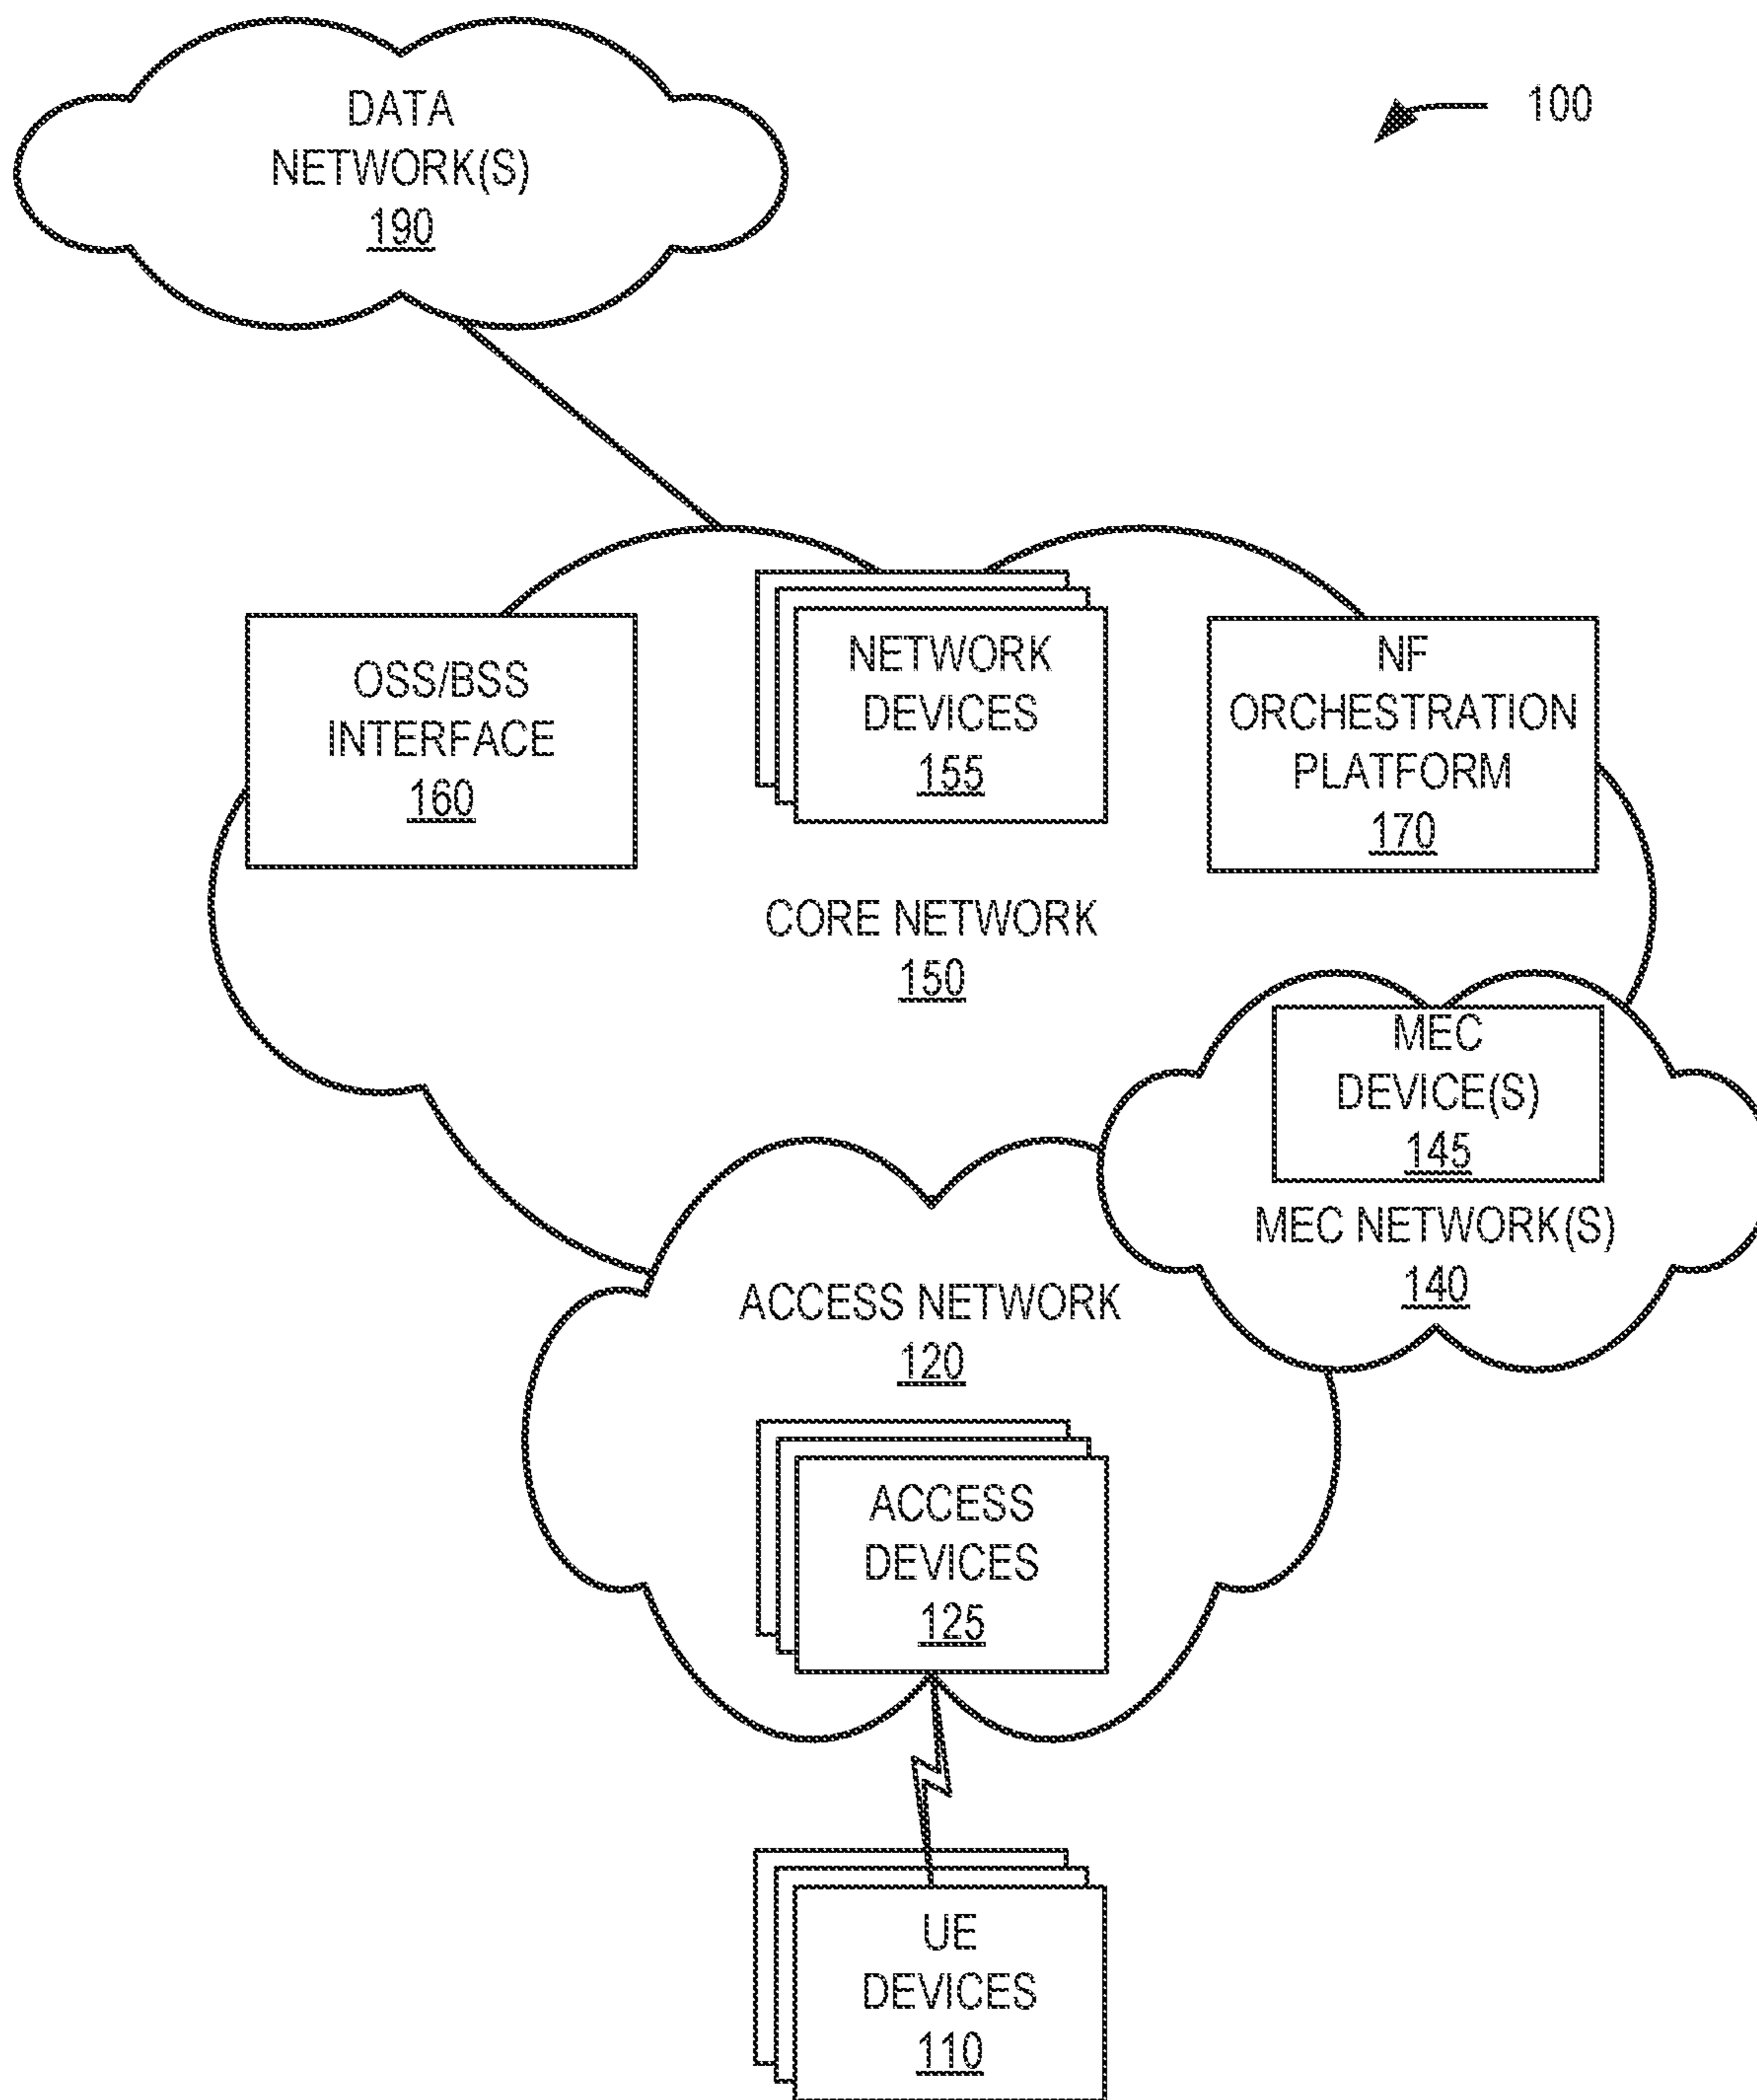 DATA
NETWORK(S)
190
100
OSS/BSS
INTERFACE
160
NETWORK
DEVICES
155
NF
ORCHESTRATION
PLATFORM
170
CORE NETWORK
150
MEC
DEVICE(S)
145
MEC NETWORK(S)
140
ACCESS NETWORK
120
ACCESS
DEVICES
125
UE
DEVICES
110